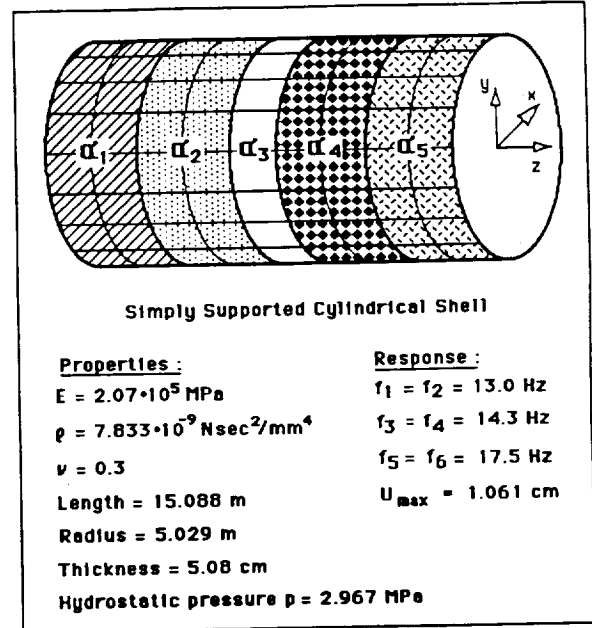 y x
α₁ α₂ α₃ α₄ α₅ z
Simply Supported Cylindrical Shell
Properties : Response :
E = 2.07•10⁵ MPa f₁ = f₂ = 13.0 Hz
ρ = 7.833•10⁻⁹ Nsec²/mm⁴ f₃ = f₄ = 14.3 Hz
ν = 0.3 f₅ = f₆ = 17.5 Hz
Length = 15.088 m U_max = 1.061 cm
Radius = 5.029 m
Thickness = 5.08 cm
Hydrostatic pressure p = 2.967 MPa